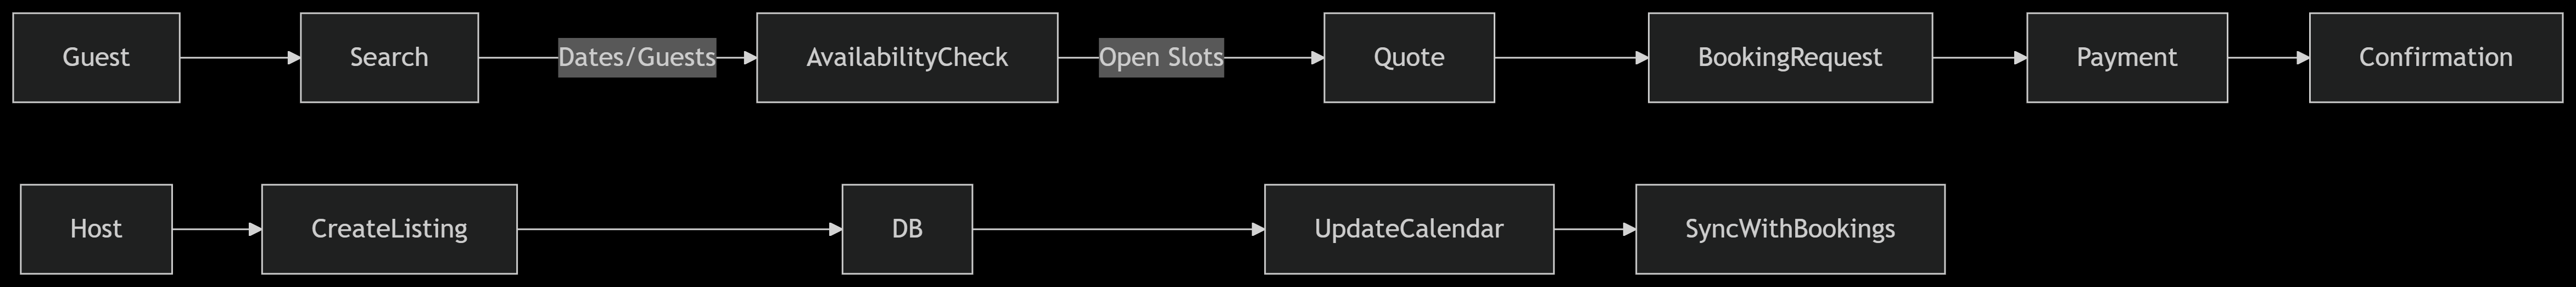 Guest
Search
Dates/Guests
AvailabilityCheck
Open Slots
Quote
BookingRequest
Payment
Confirmation
Host
CreateListing
DB
UpdateCalendar
SyncWithBookings